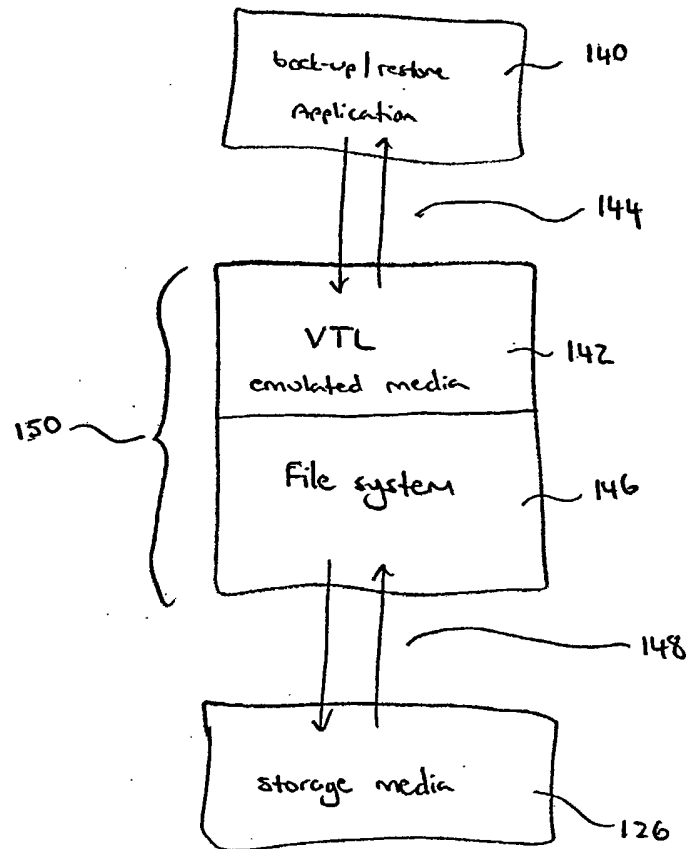 back-up/restore
Application
140
144
VTL
emulated media
142
150
File system
146
148
storage media
126